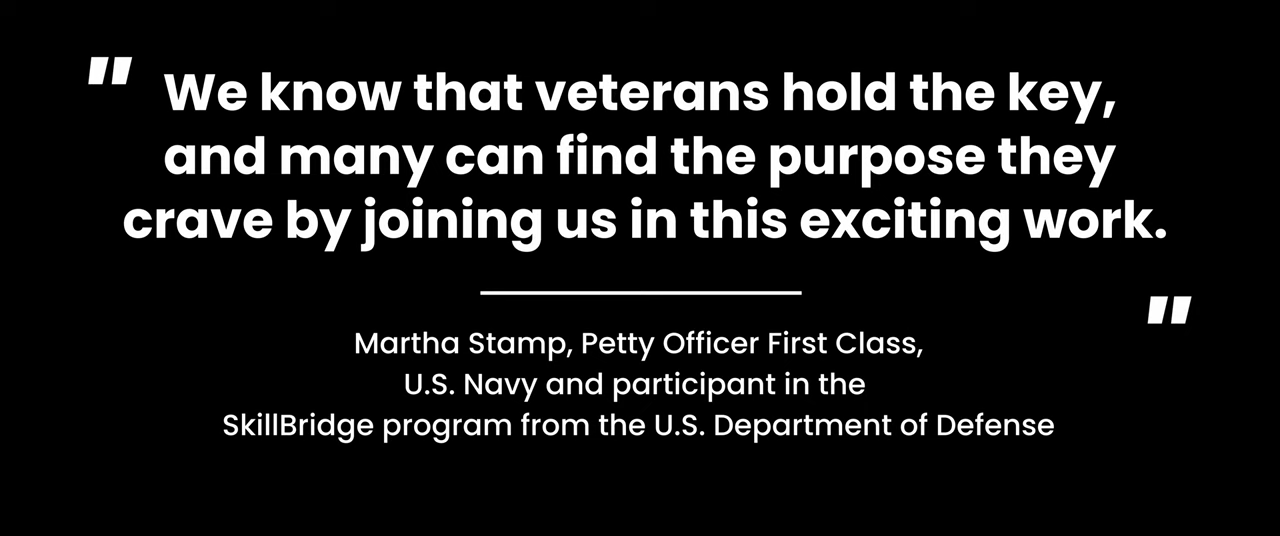 "We know that veterans hold the key,
and many can find the purpose they
crave by joining us in this exciting work."
Martha Stamp, Petty Officer First Class,
U.S. Navy and participant in the
SkillBridge program from the U.S. Department of Defense